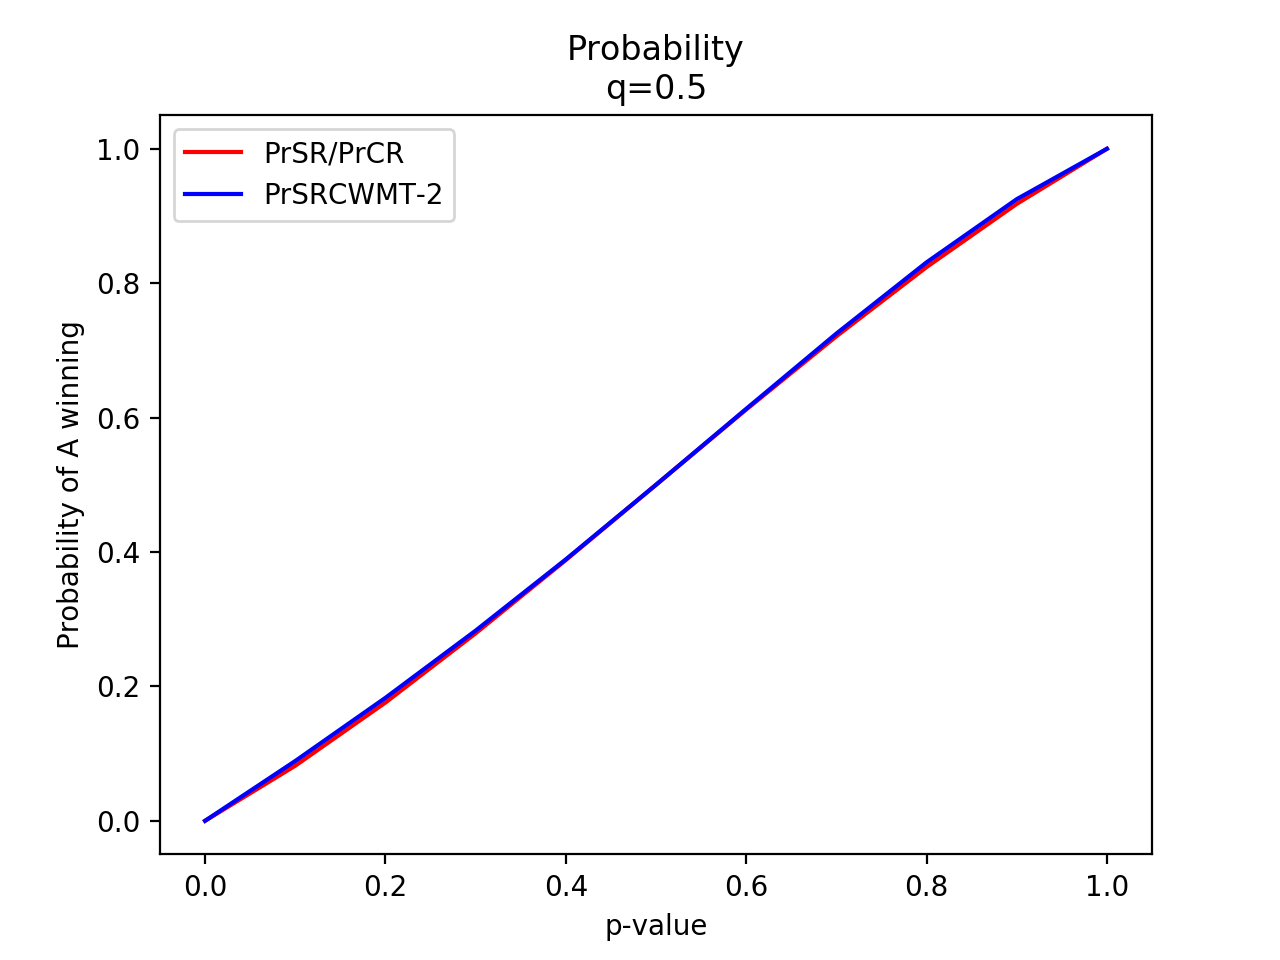 Probability
q=0.5
PrSR/PrCR
PrSRCWMT-2
1.0
0.8
0.6
0.4
0.2
0.0
Probability of A winning
0.0 0.2 0.4 0.6 0.8 1.0
p-value